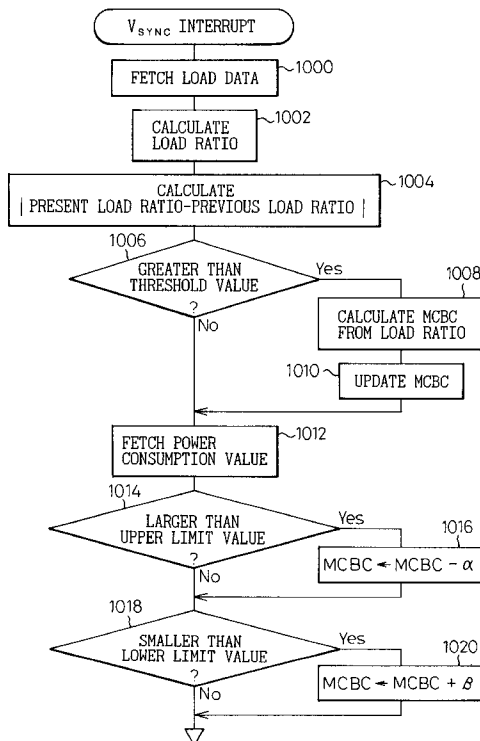 VSYNC INTERRUPT
1000
FETCH LOAD DATA
1002
CALCULATE
LOAD RATIO
1004
CALCULATE
| PRESENT LOAD RATIO-PREVIOUS LOAD RATIO |
1006
GREATER THAN
THRESHOLD VALUE
?
Yes
No
1008
CALCULATE MCBC
FROM LOAD RATIO
1010
UPDATE MCBC
1012
FETCH POWER
CONSUMPTION VALUE
1014
LARGER THAN
UPPER LIMIT VALUE
?
Yes
No
1016
MCBC ← MCBC - α
1018
SMALLER THAN
LOWER LIMIT VALUE
?
Yes
No
1020
MCBC ← MCBC + β